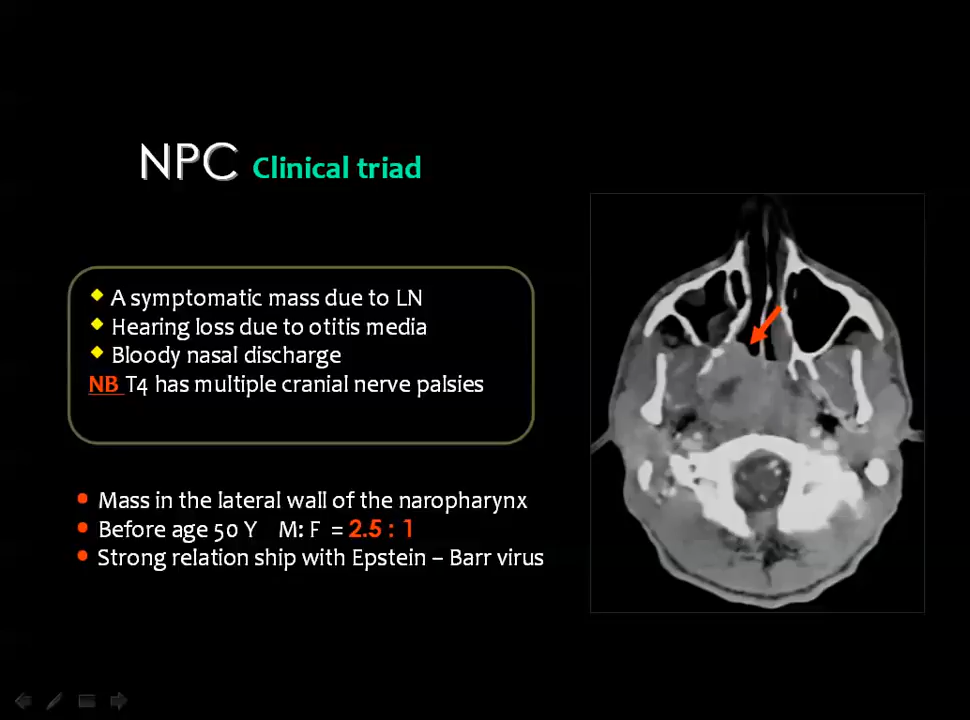 NPC Clinical triad
A symptomatic mass due to LN
Hearing loss due to otitis media
Bloody nasal discharge
NB T4 has multiple cranial nerve palsies
Mass in the lateral wall of the naropharynx
Before age 50 Y M: F = 2.5 : 1
Strong relation ship with Epstein – Barr virus